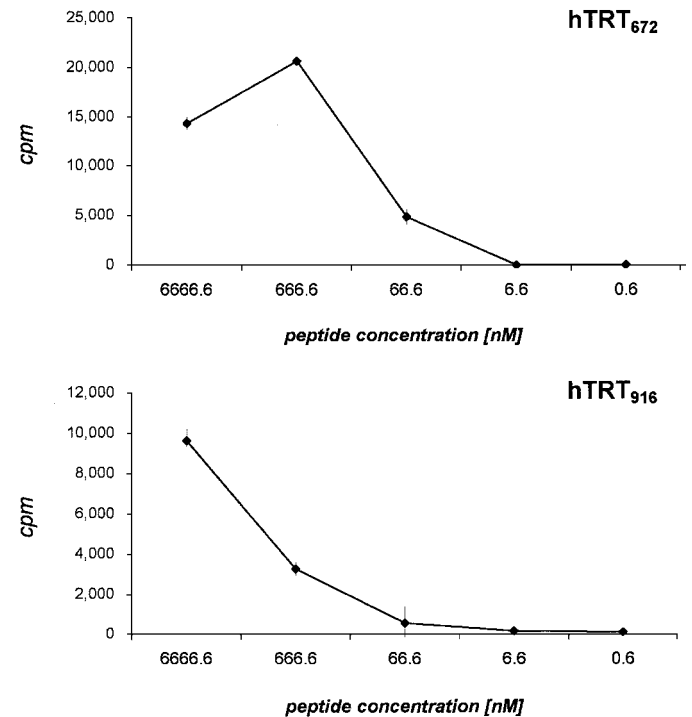 hTRT672
25,000
20,000
15,000
10,000
5,000
0
cpm
6666.6 666.6 66.6 6.6 0.6
peptide concentration [nM]
hTRT916
12,000
10,000
8,000
6,000
4,000
2,000
0
cpm
6666.6 666.6 66.6 6.6 0.6
peptide concentration [nM]